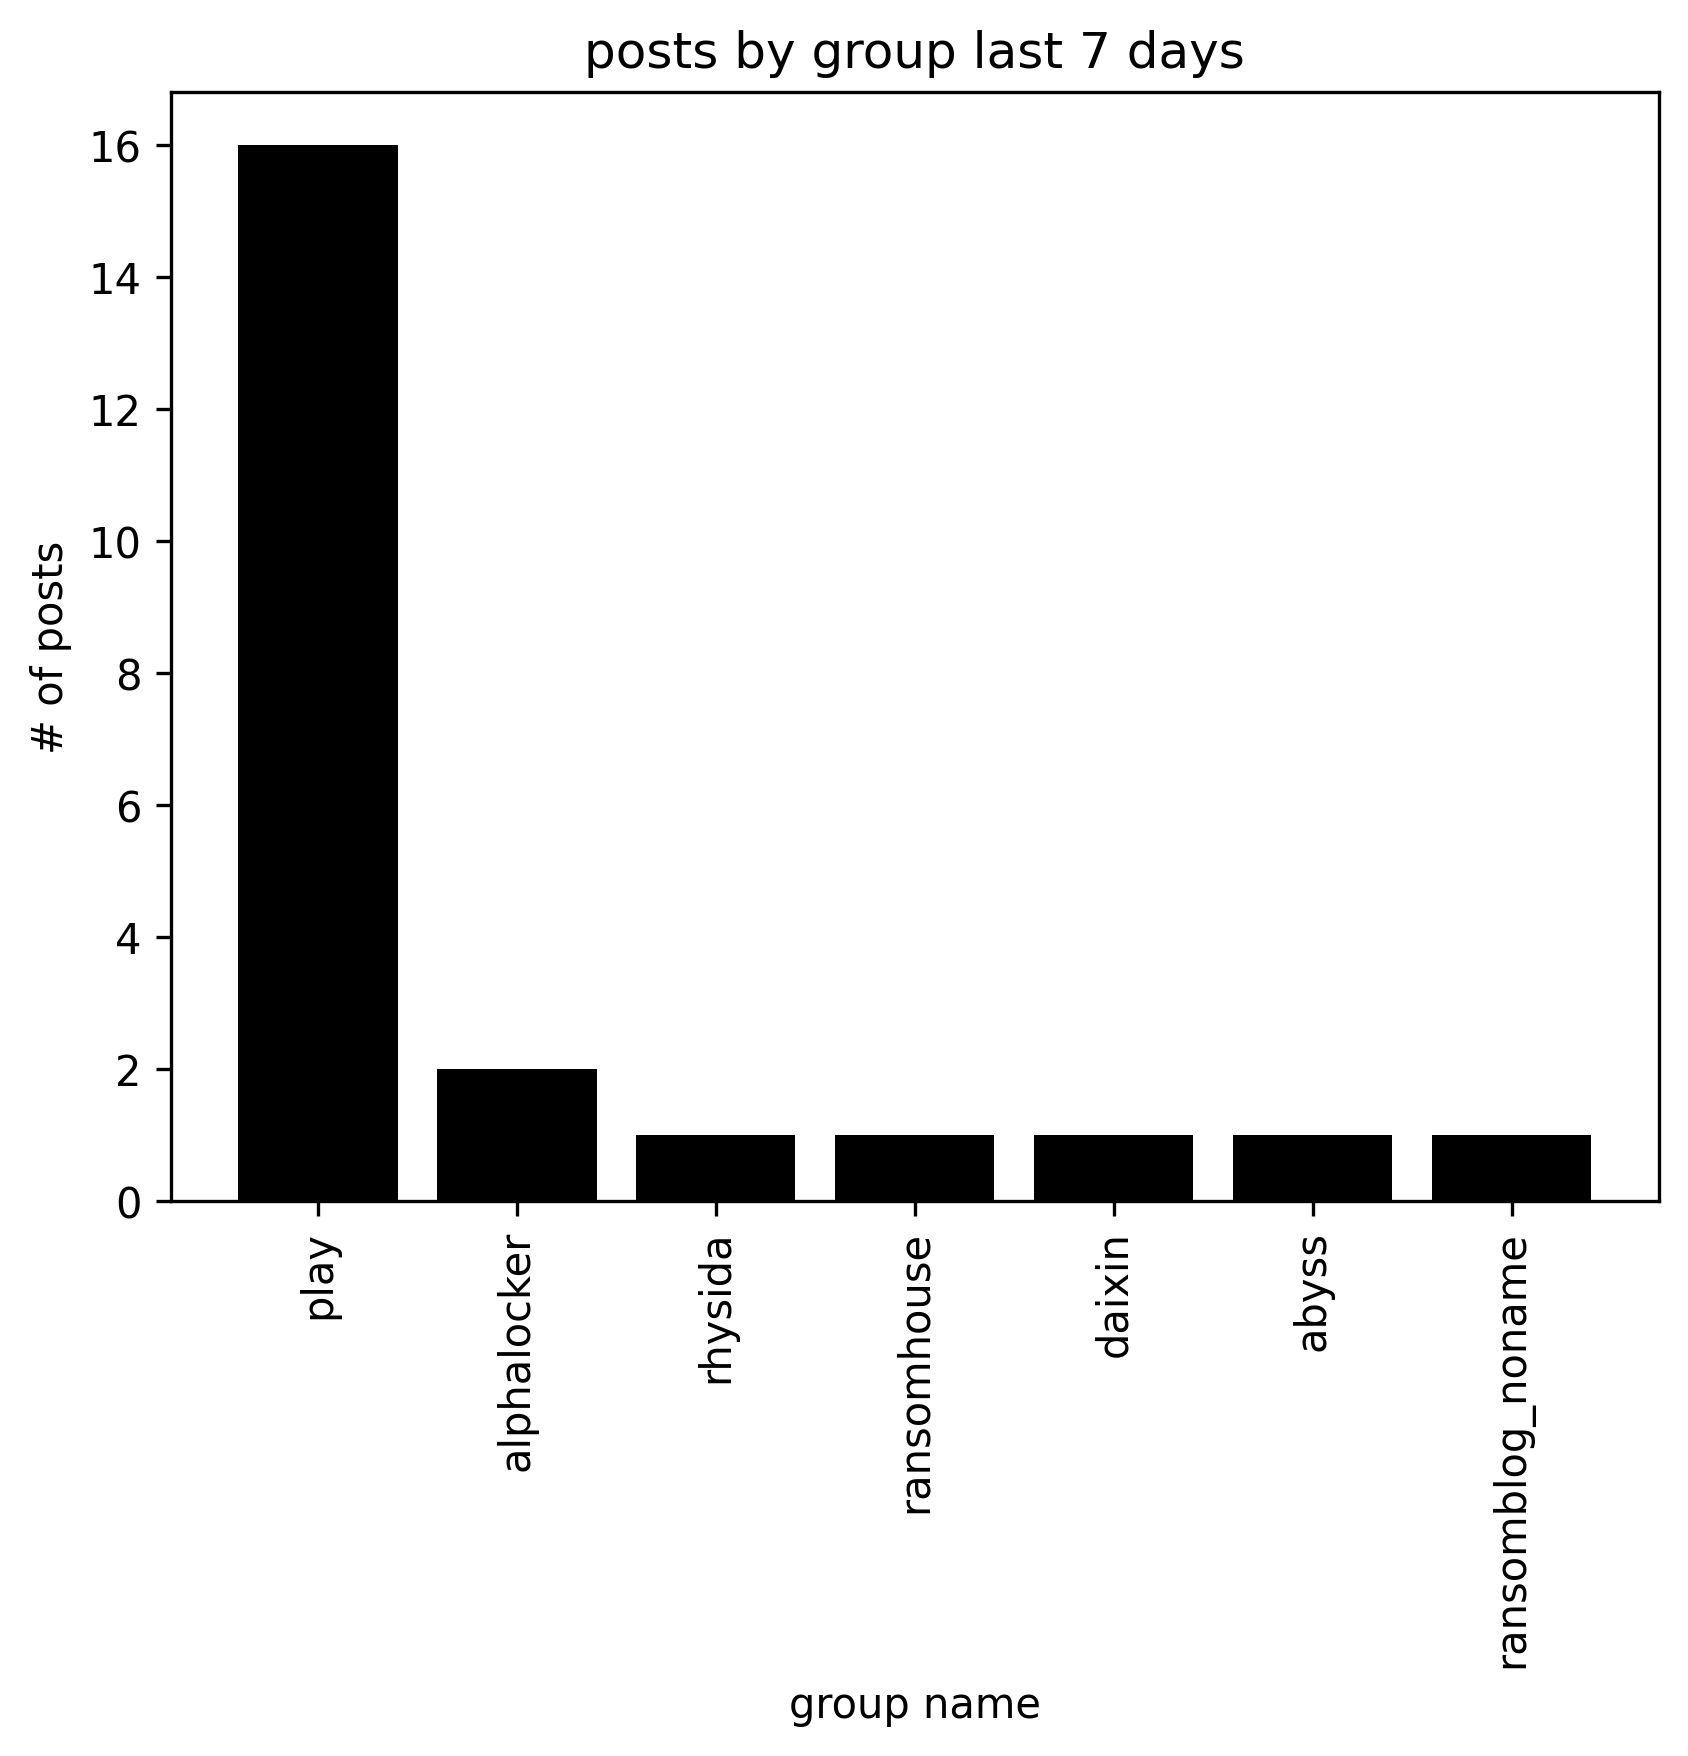 posts by group last 7 days
# of posts
16
14
12
10
8
6
4
2
0
play
alphalocker
rhysida
ransomhouse
daixin
abyss
ransomblog_noname
group name